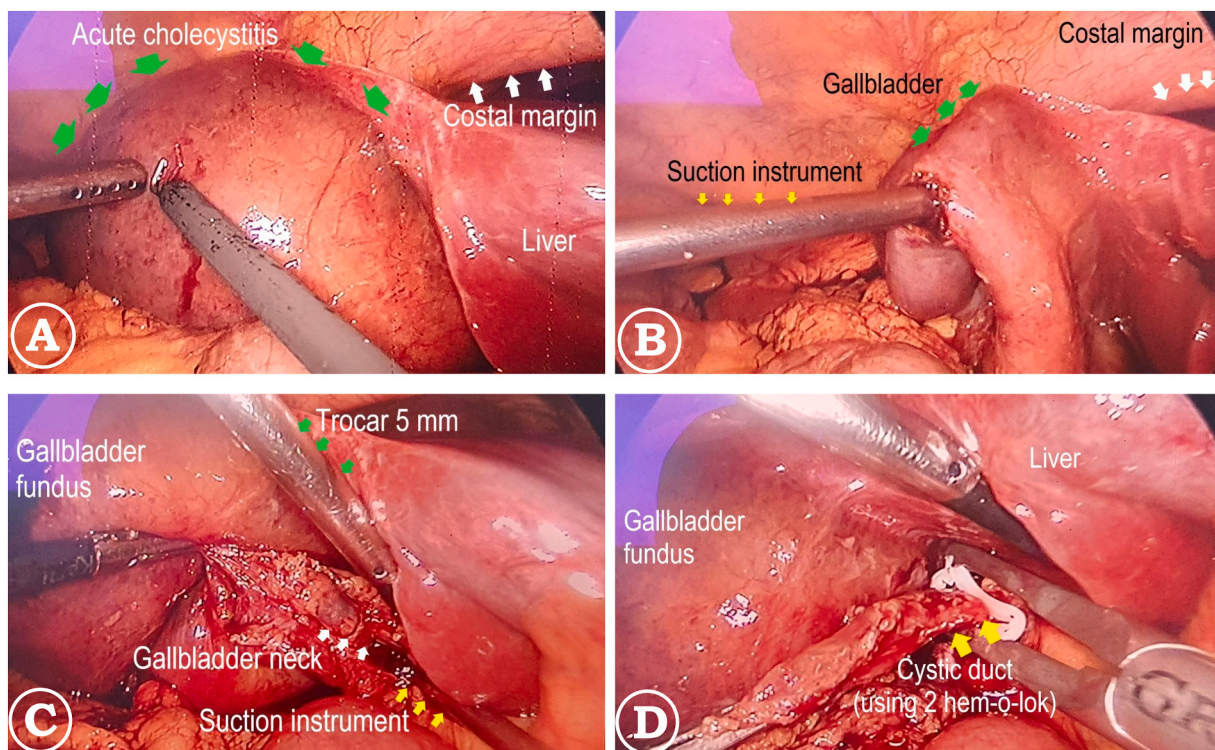 Acute cholecystitis
Costal margin
Liver
A
Costal margin
Gallbladder
Suction instrument
B
Trocar 5 mm
Gallbladder
fundus
Gallbladder neck
Suction instrument
C
Liver
Gallbladder
fundus
Cystic duct
(using 2 hem-o-lok)
D